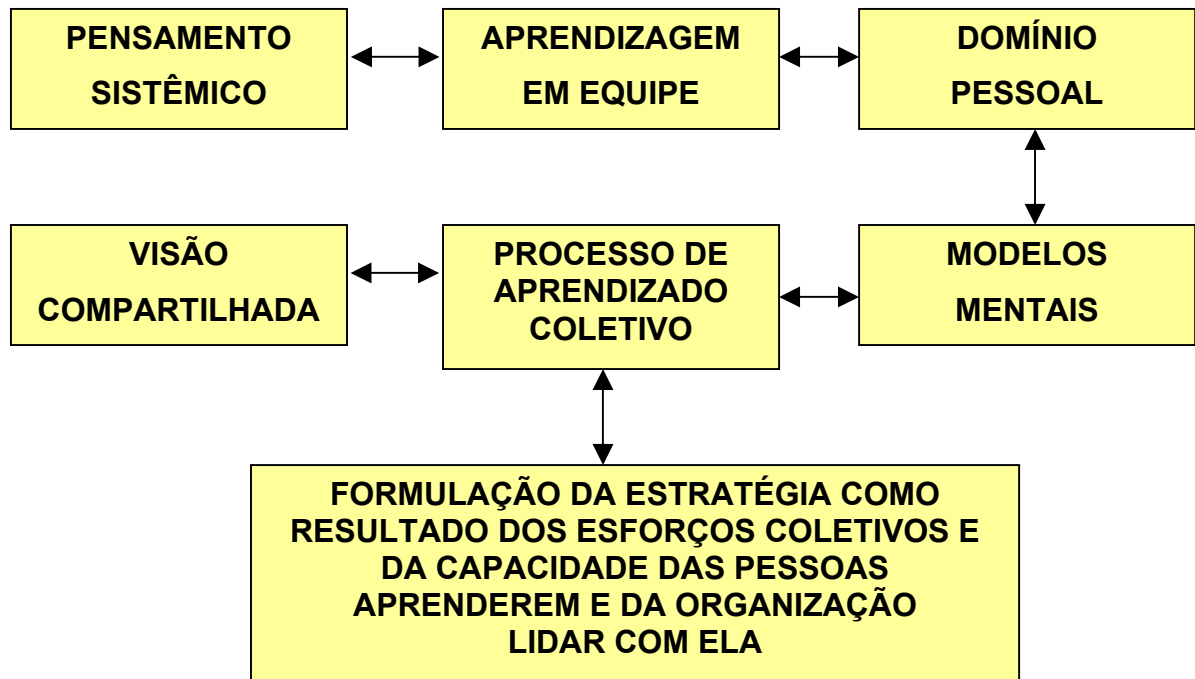 PENSAMENTO
SISTÊMICO
APRENDIZAGEM
EM EQUIPE
DOMÍNIO
PESSOAL
VISÃO
COMPARTILHADA
PROCESSO DE
APRENDIZADO
COLETIVO
MODELOS
MENTAIS
FORMULAÇÃO DA ESTRATÉGIA COMO
RESULTADO DOS ESFORÇOS COLETIVOS E
DA CAPACIDADE DAS PESSOAS
APRENDEREM E DA ORGANIZAÇÃO
LIDAR COM ELA